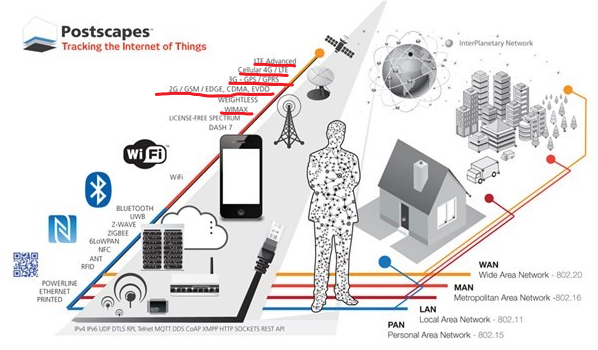 Postscapes™
Tracking the Internet of Things
InterPlanetary Network
LTE Advanced
Cellular 4G / LTE
3G - GPS / GPRS
2G / GSM / EDGE, CDMA, EVDO
WEIGHTLESS
WIMAX
LICENSE-FREE SPECTRUM
DASH 7
WiFi
WiFi
BLUETOOTH
UWB
Z-WAVE
ZIGBEE
6LoWPAN
NFC
ANT
RFID
POWERLINE
ETHERNET
PRINTED
WAN
Wide Area Network - 802.20
MAN
Metropolitan Area Network -802.16
LAN
Local Area Network - 802.11
PAN
Personal Area Network - 802.15
IPv4 IPv6 UDP DTLS RPL Telnet MQTT DDS CoAP XMPP HTTP SOCKETS REST API